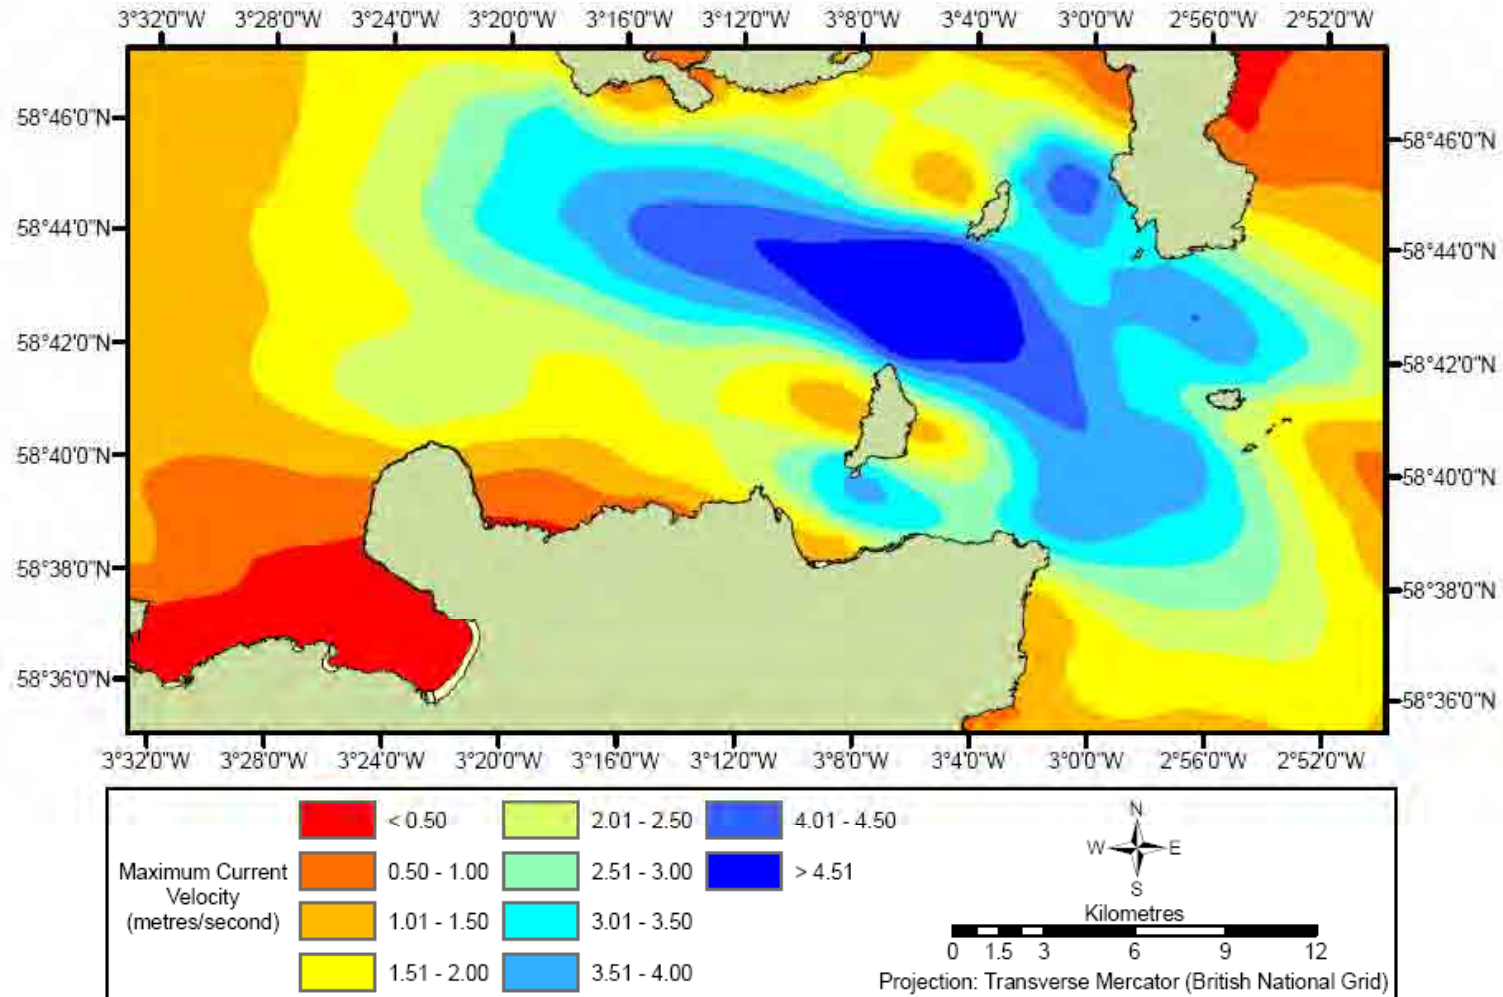 3°32'0"W 3°28'0"W 3°24'0"W 3°20'0"W 3°16'0"W 3°12'0"W 3°8'0"W 3°4'0"W 3°0'0"W 2°56'0"W 2°52'0"W
58°46'0"N 58°46'0"N
58°44'0"N 58°44'0"N
58°42'0"N 58°42'0"N
58°40'0"N 58°40'0"N
58°38'0"N 58°38'0"N
58°36'0"N 58°36'0"N
3°32'0"W 3°28'0"W 3°24'0"W 3°20'0"W 3°16'0"W 3°12'0"W 3°8'0"W 3°4'0"W 3°0'0"W 2°56'0"W 2°52'0"W
Maximum Current
Velocity
(metres/second)
< 0.50
0.50 - 1.00
1.01 - 1.50
1.51 - 2.00
2.01 - 2.50
2.51 - 3.00
3.01 - 3.50
3.51 - 4.00
4.01 - 4.50
> 4.51
N
W E
S
Kilometres
0 1.5 3 6 9 12
Projection: Transverse Mercator (British National Grid)